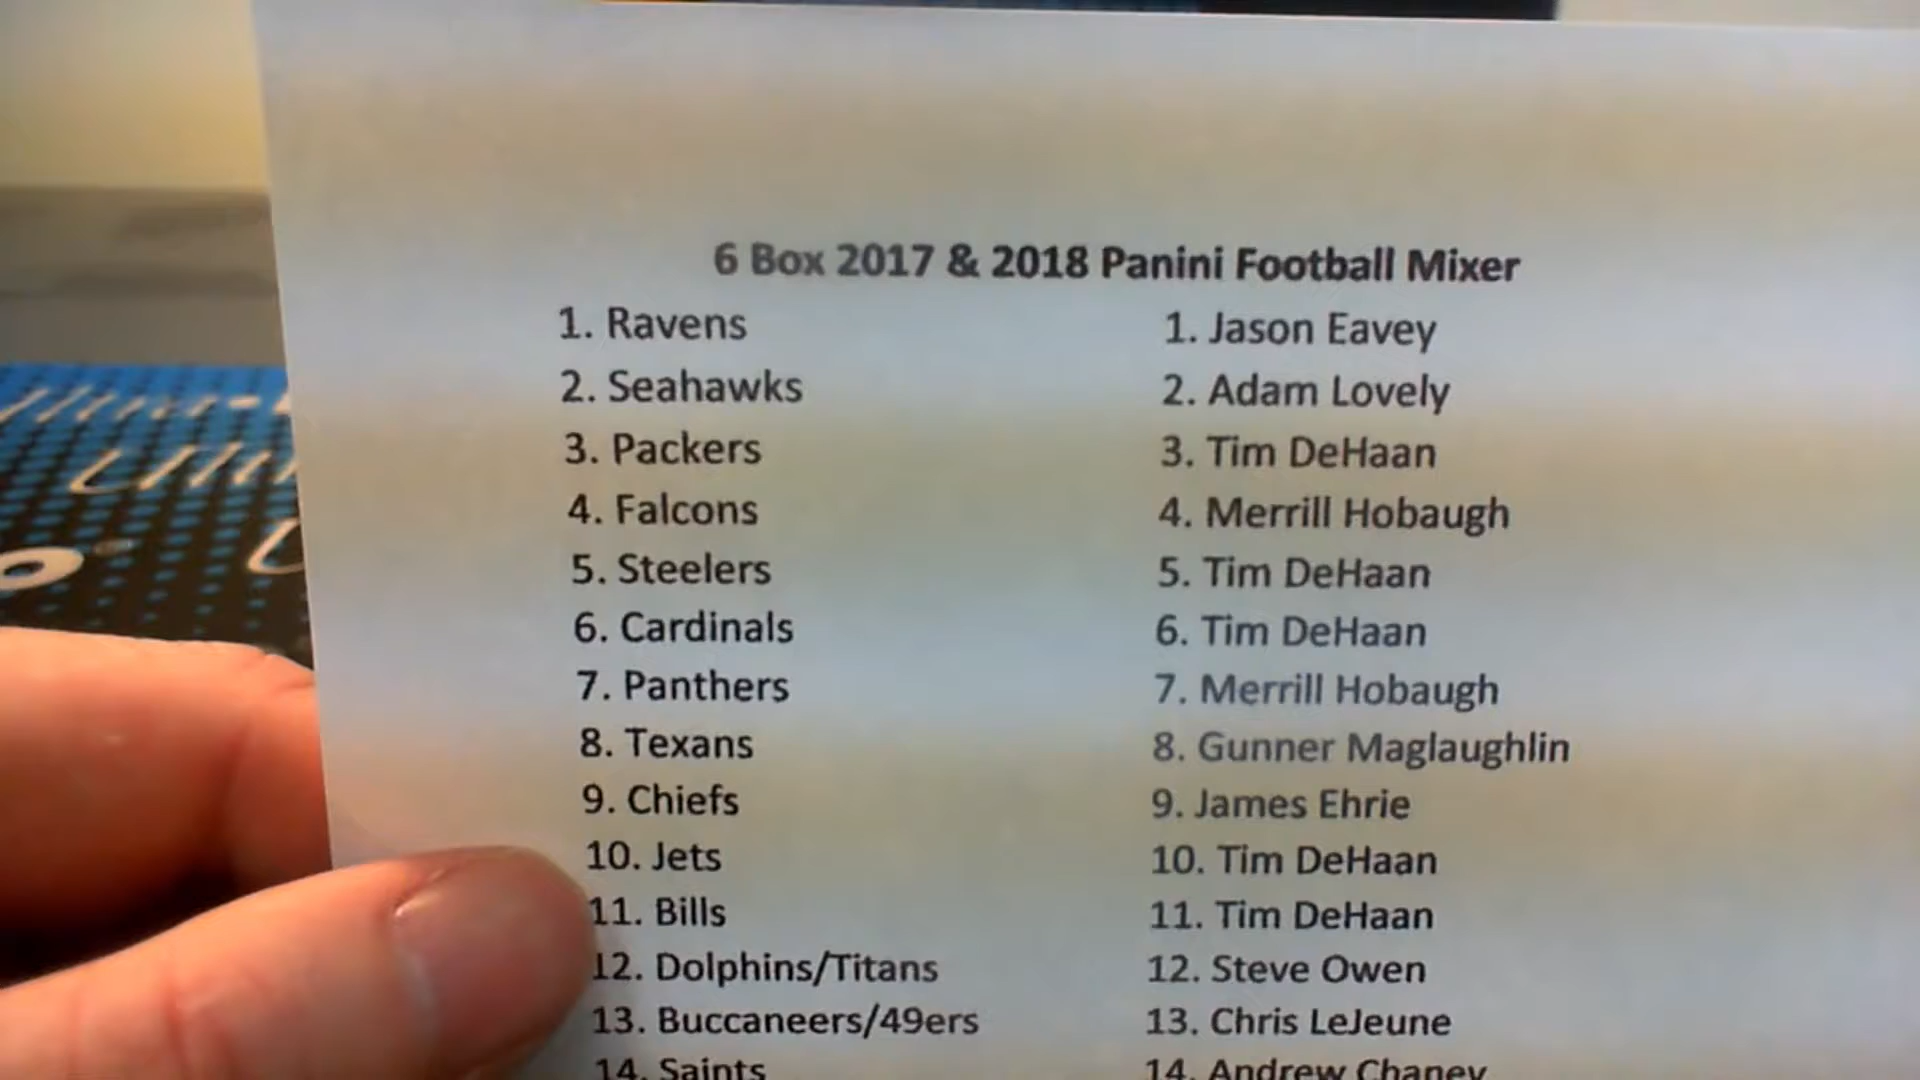 6 Box 2017 & 2018 Panini Football Mixer
1. Ravens 1. Jason Eavey
2. Seahawks 2. Adam Lovely
3. Packers 3. Tim DeHaan
4. Falcons 4. Merrill Hobaugh
5. Steelers 5. Tim DeHaan
6. Cardinals 6. Tim DeHaan
7. Panthers 7. Merrill Hobaugh
8. Texans 8. Gunner Maglaughlin
9. Chiefs 9. James Ehrie
10. Jets 10. Tim DeHaan
11. Bills 11. Tim DeHaan
12. Dolphins/Titans 12. Steve Owen
13. Buccaneers/49ers 13. Chris LeJeune
14. Saints 14. Andrew Chaney